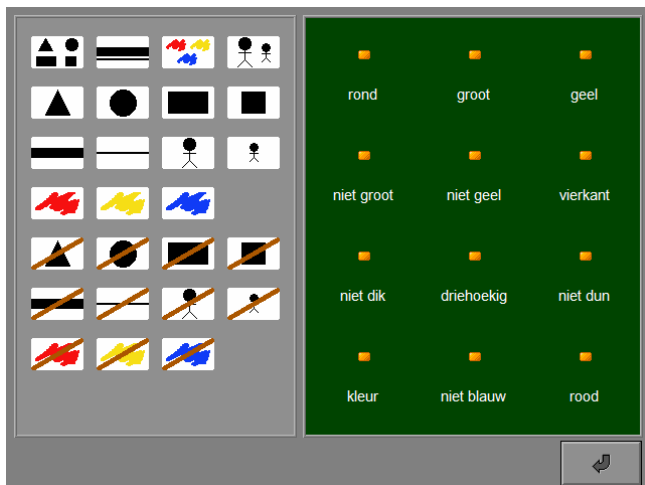 rond groot geel
niet groot niet geel vierkant
niet dik driehoekig niet dun
kleur niet blauw rood